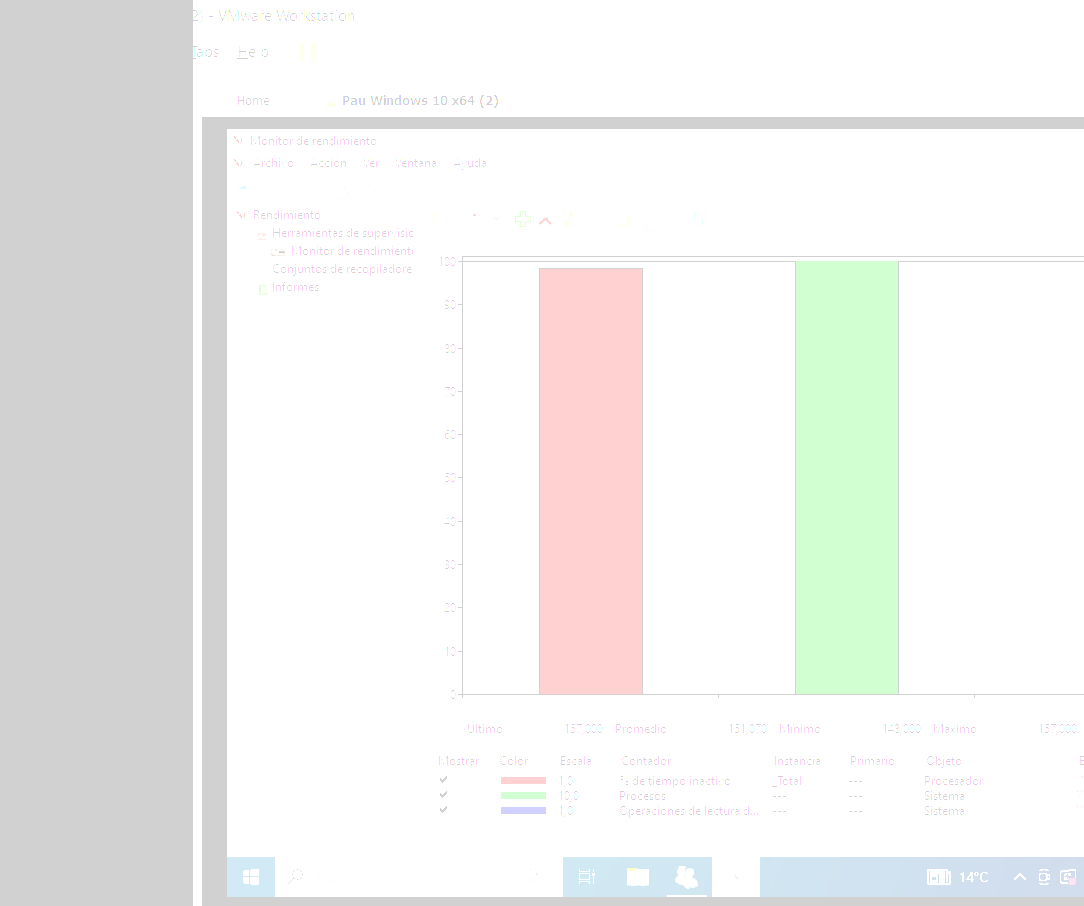 2) - VMware Workstation
Tabs Help
Home Pau Windows 10 x64 (2)
Monitor de rendimiento
Archivo Acción Ver Ventana Ayuda
Rendimiento
Herramientas de supervisió
Monitor de rendimiento
Conjuntos de recopiladore
Informes
100
90
80
70
60
50
40
30
20
10
0
Último 157,000 Promedio 151,070 Mínimo 143,000 Máximo 157,000
Mostrar Color Escala Contador Instancia Primario Objeto E
1,0 % de tiempo inactivo _Total --- Procesador
10,0 Procesos --- --- Sistema
1,0 Operaciones de lectura d... --- --- Sistema
14°C